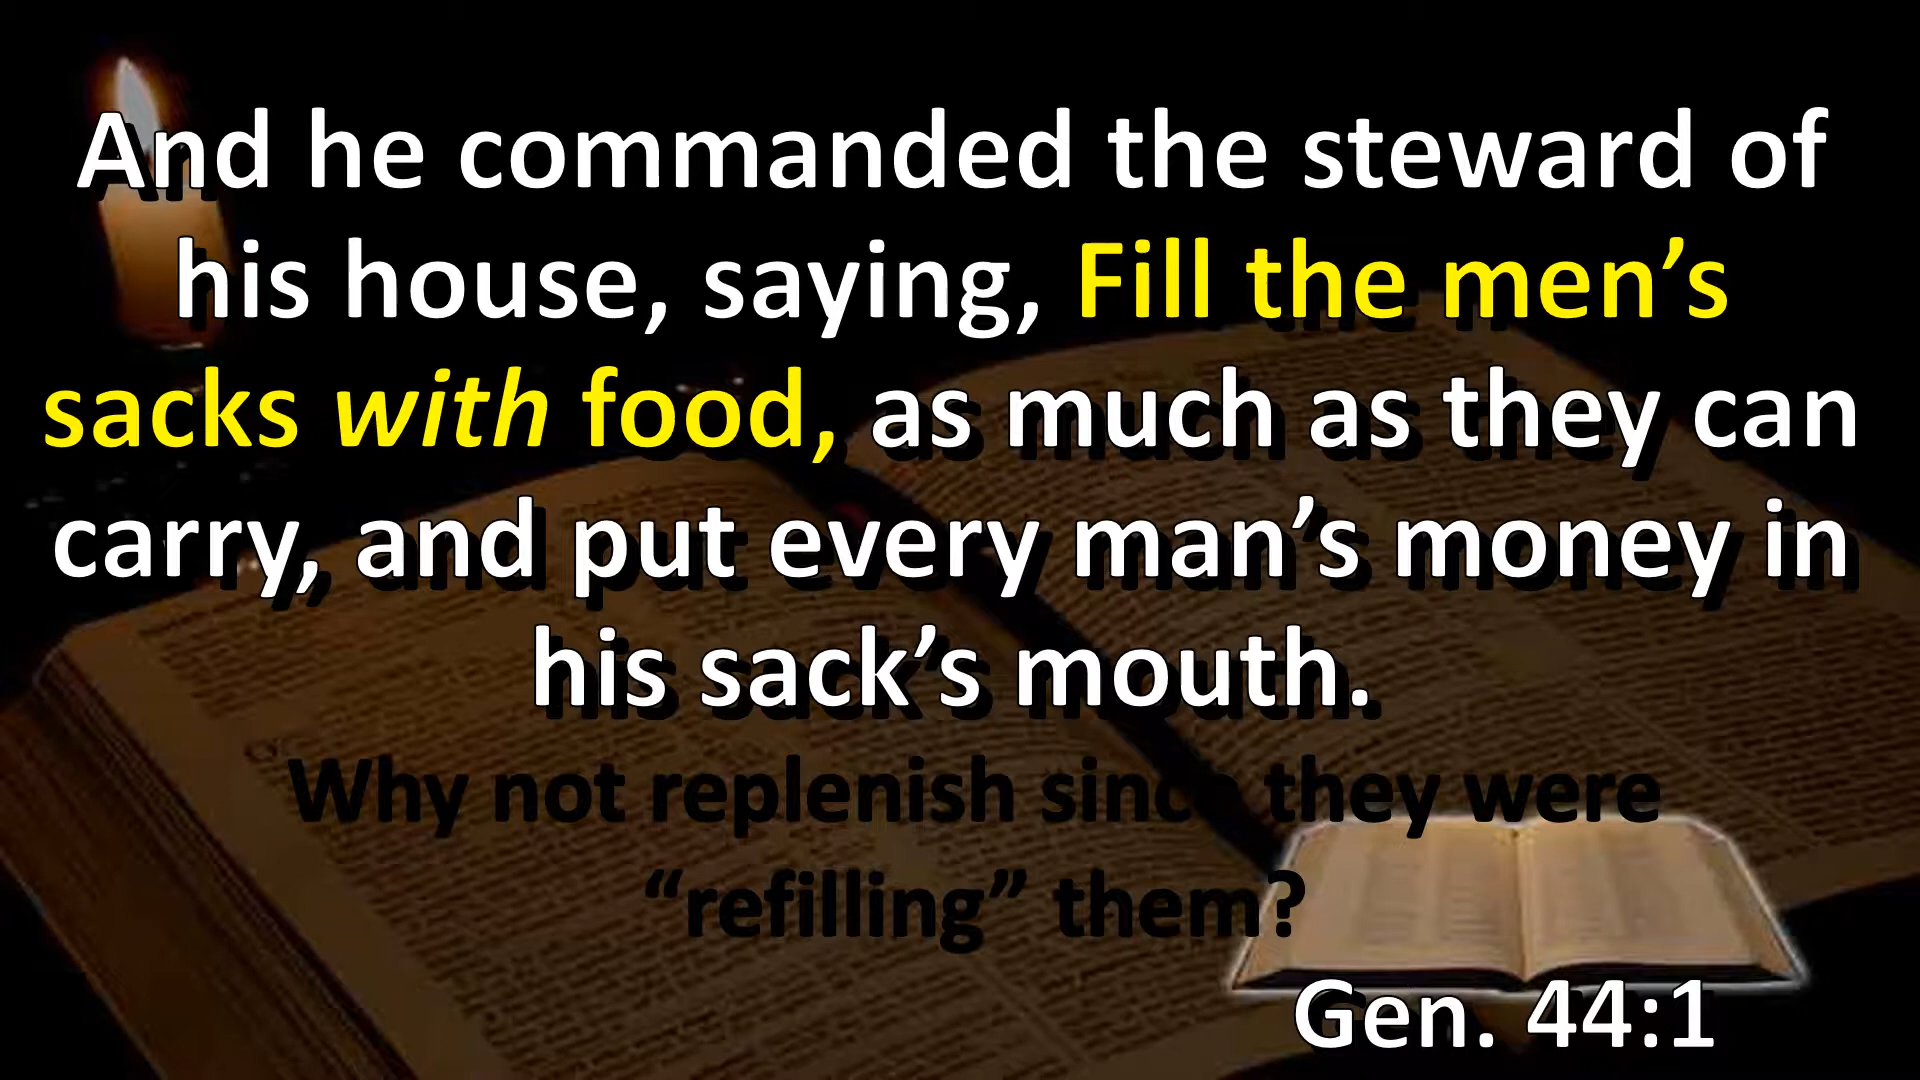 And he commanded the steward of
his house, saying, Fill the men’s
sacks with food, as much as they can
carry, and put every man’s money in
his sack’s mouth.
Why not replenish since they were
“refilling” them?
Gen. 44:1